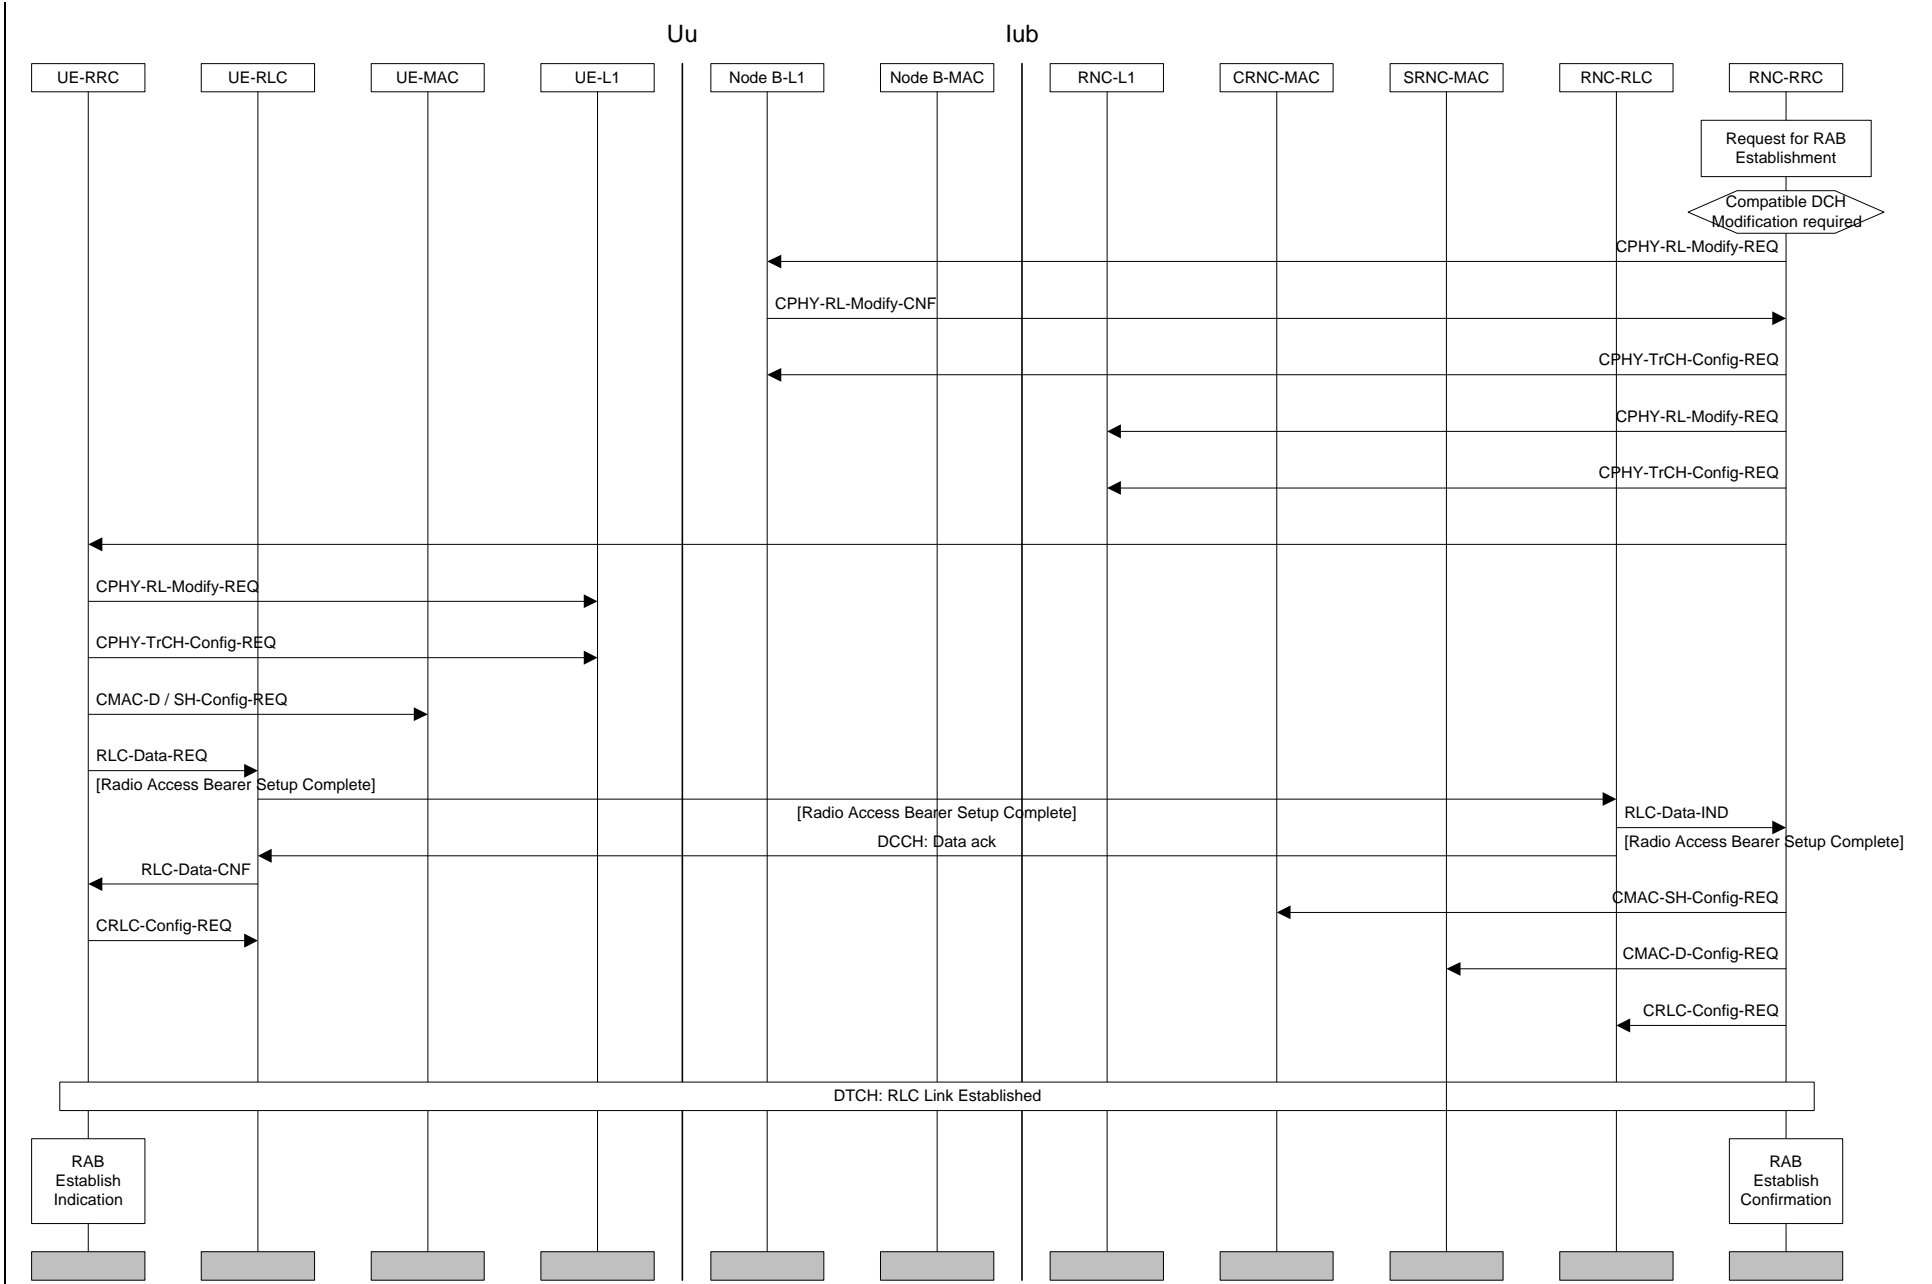 Uu
Iub
UE-RRC
UE-RLC
UE-MAC
UE-L1
Node B-L1
Node B-MAC
RNC-L1
CRNC-MAC
SRNC-MAC
RNC-RLC
RNC-RRC
Request for RAB
Establishment
Compatible DCH
Modification required
CPHY-RL-Modify-REQ
CPHY-RL-Modify-CNF
CPHY-TrCH-Config-REQ
CPHY-RL-Modify-REQ
CPHY-TrCH-Config-REQ
CPHY-RL-Modify-REQ
CPHY-TrCH-Config-REQ
CMAC-D / SH-Config-REQ
RLC-Data-REQ
[Radio Access Bearer Setup Complete]
[Radio Access Bearer Setup Complete]
RLC-Data-IND
[Radio Access Bearer Setup Complete]
DCCH: Data ack
RLC-Data-CNF
CMAC-SH-Config-REQ
CRLC-Config-REQ
CMAC-D-Config-REQ
CRLC-Config-REQ
DTCH: RLC Link Established
RAB
Establish
Indication
RAB
Establish
Confirmation